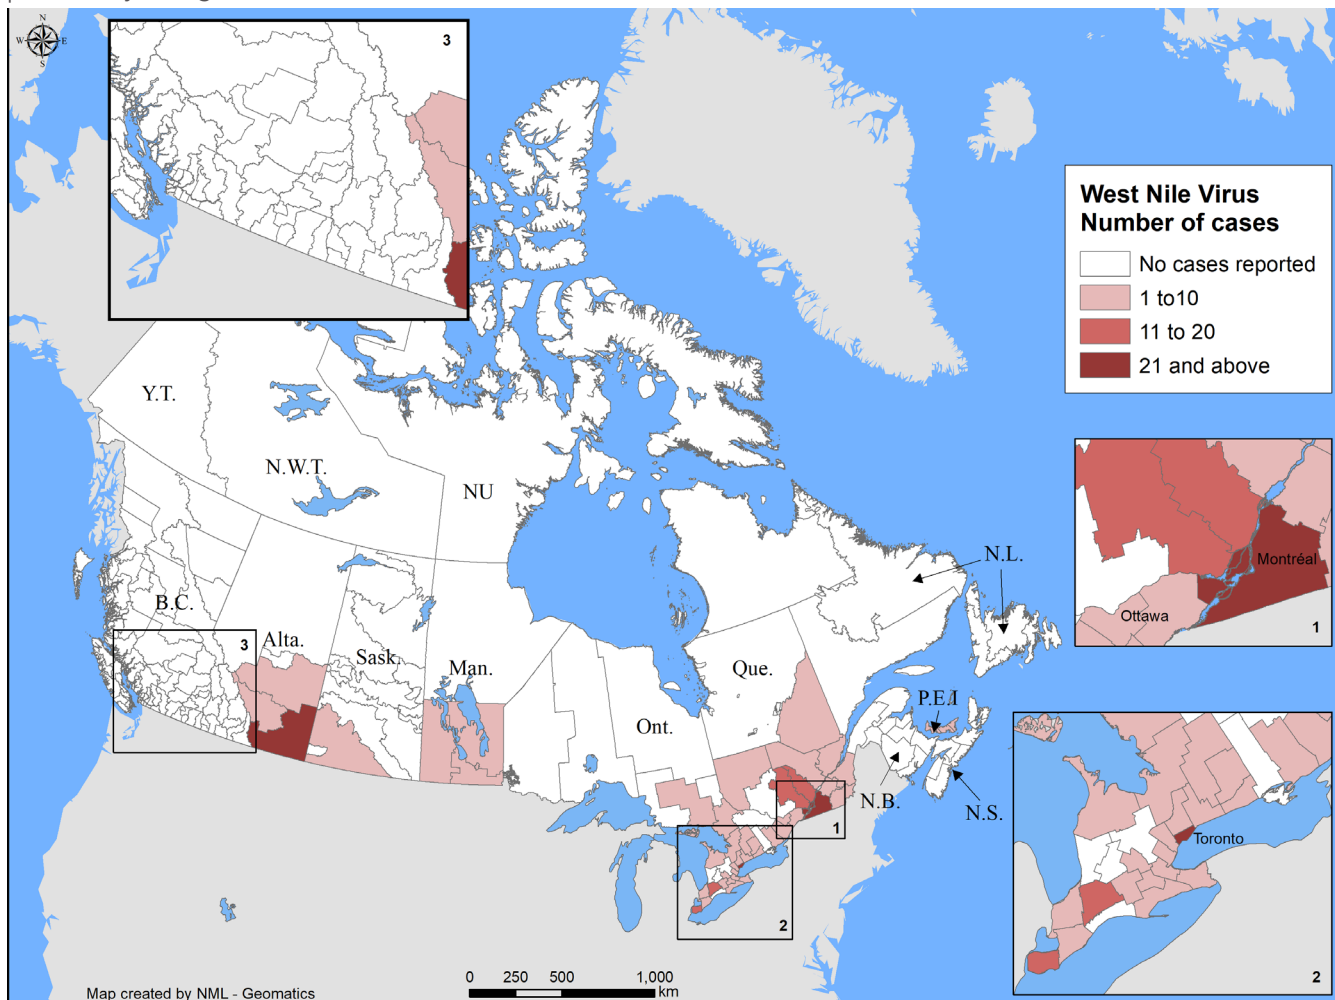 N
W E
S
3
West Nile Virus
Number of cases
No cases reported
1 to10
11 to 20
21 and above
Y.T.
N.W.T.
NU
Montréal
Ottawa
1
N.L.
B.C.
3
Alta.
Sask.
Man.
Que.
P.E.I
Ont.
N.B.
N.S.
1
Toronto
2
2
0 250 500 1,000
km
Map created by NML - Geomatics